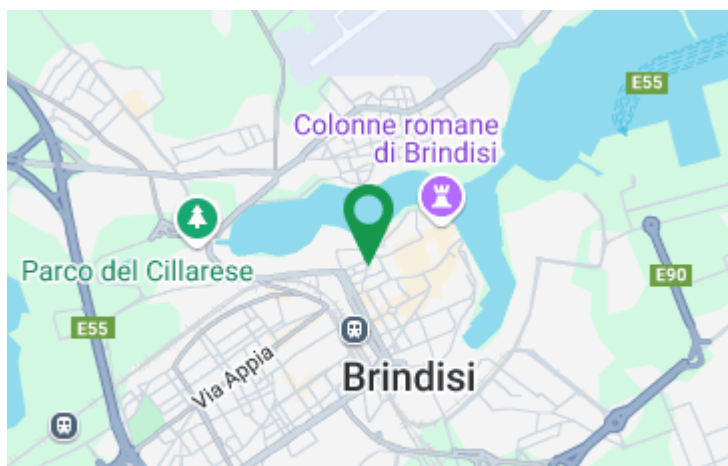 E55
Colonne romane
di Brindisi
Parco del Cillarese
E90
E55
Via Appia
Brindisi